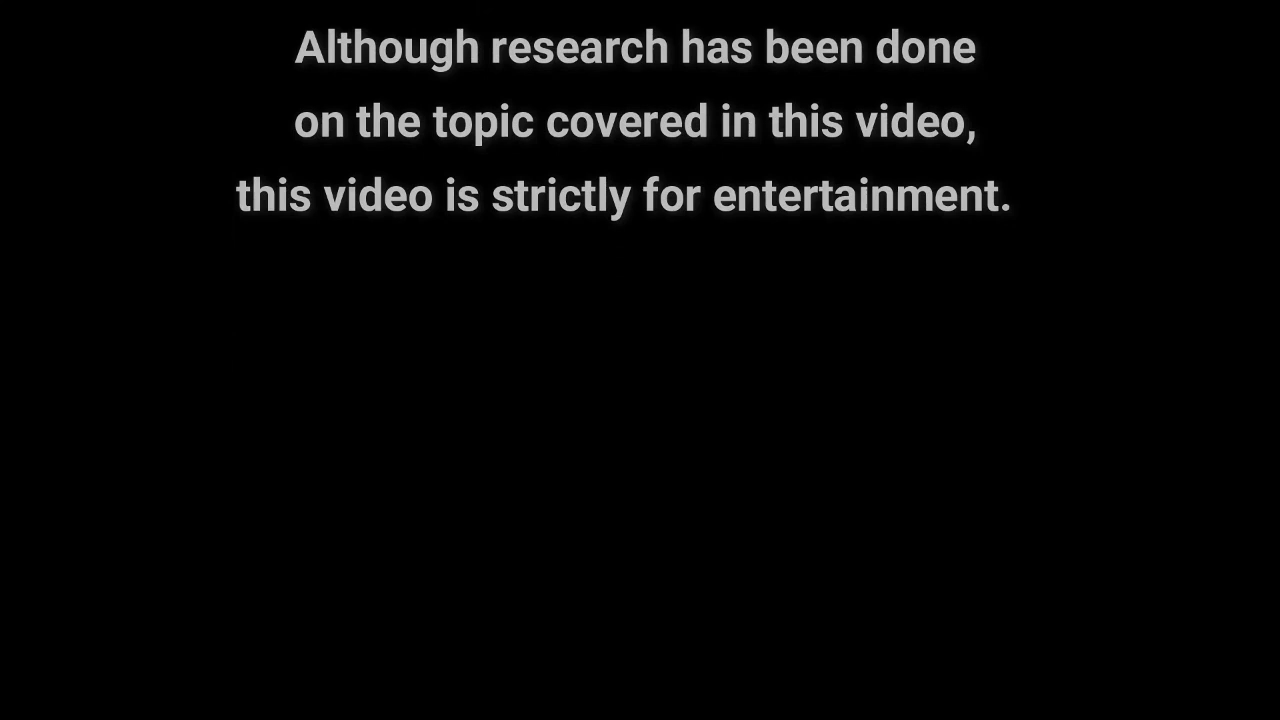 Although research has been done
on the topic covered in this video,
this video is strictly for entertainment.